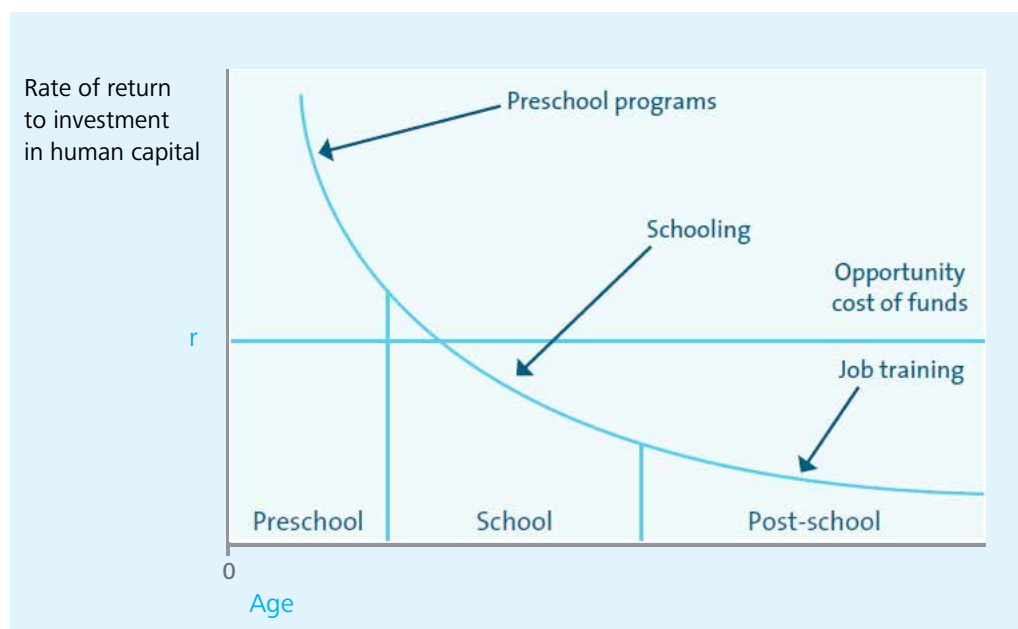 Rate of return
to investment
in human capital
Preschool programs
Schooling
Opportunity
cost of funds
r
Job training
Preschool
School
Post-school
0
Age